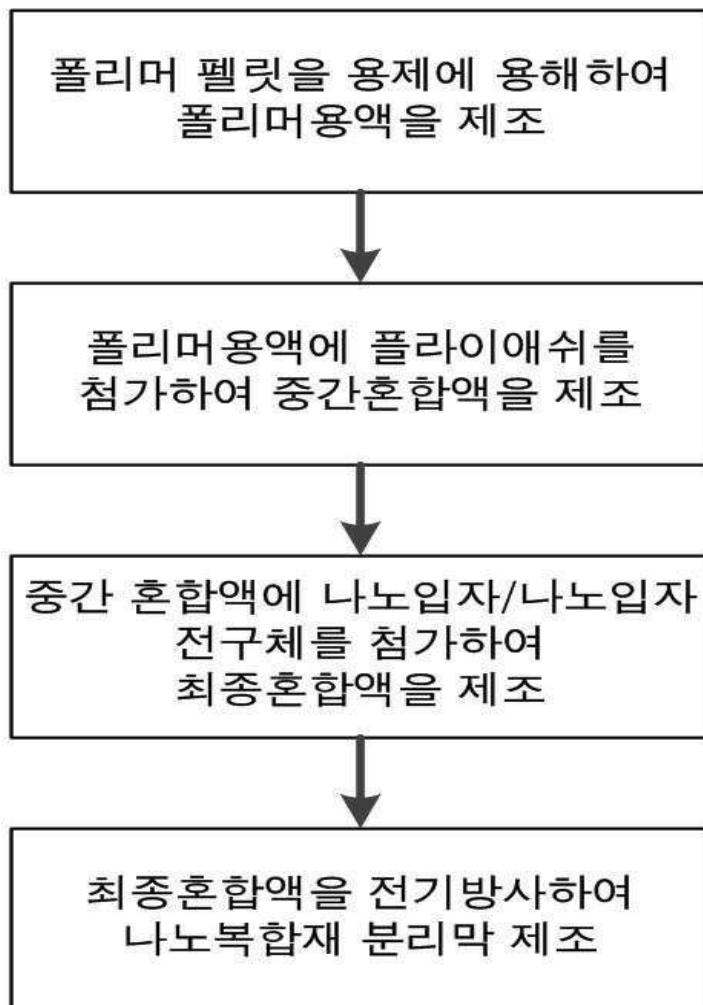 폴리머 펠릿을 용제에 용해하여
폴리머용액을 제조
폴리머용액에 플라이애쉬를
첨가하여 중간혼합액을 제조
중간 혼합액에 나노입자/나노입자
전구체를 첨가하여
최종혼합액을 제조
최종혼합액을 전기방사하여
나노복합재 분리막 제조